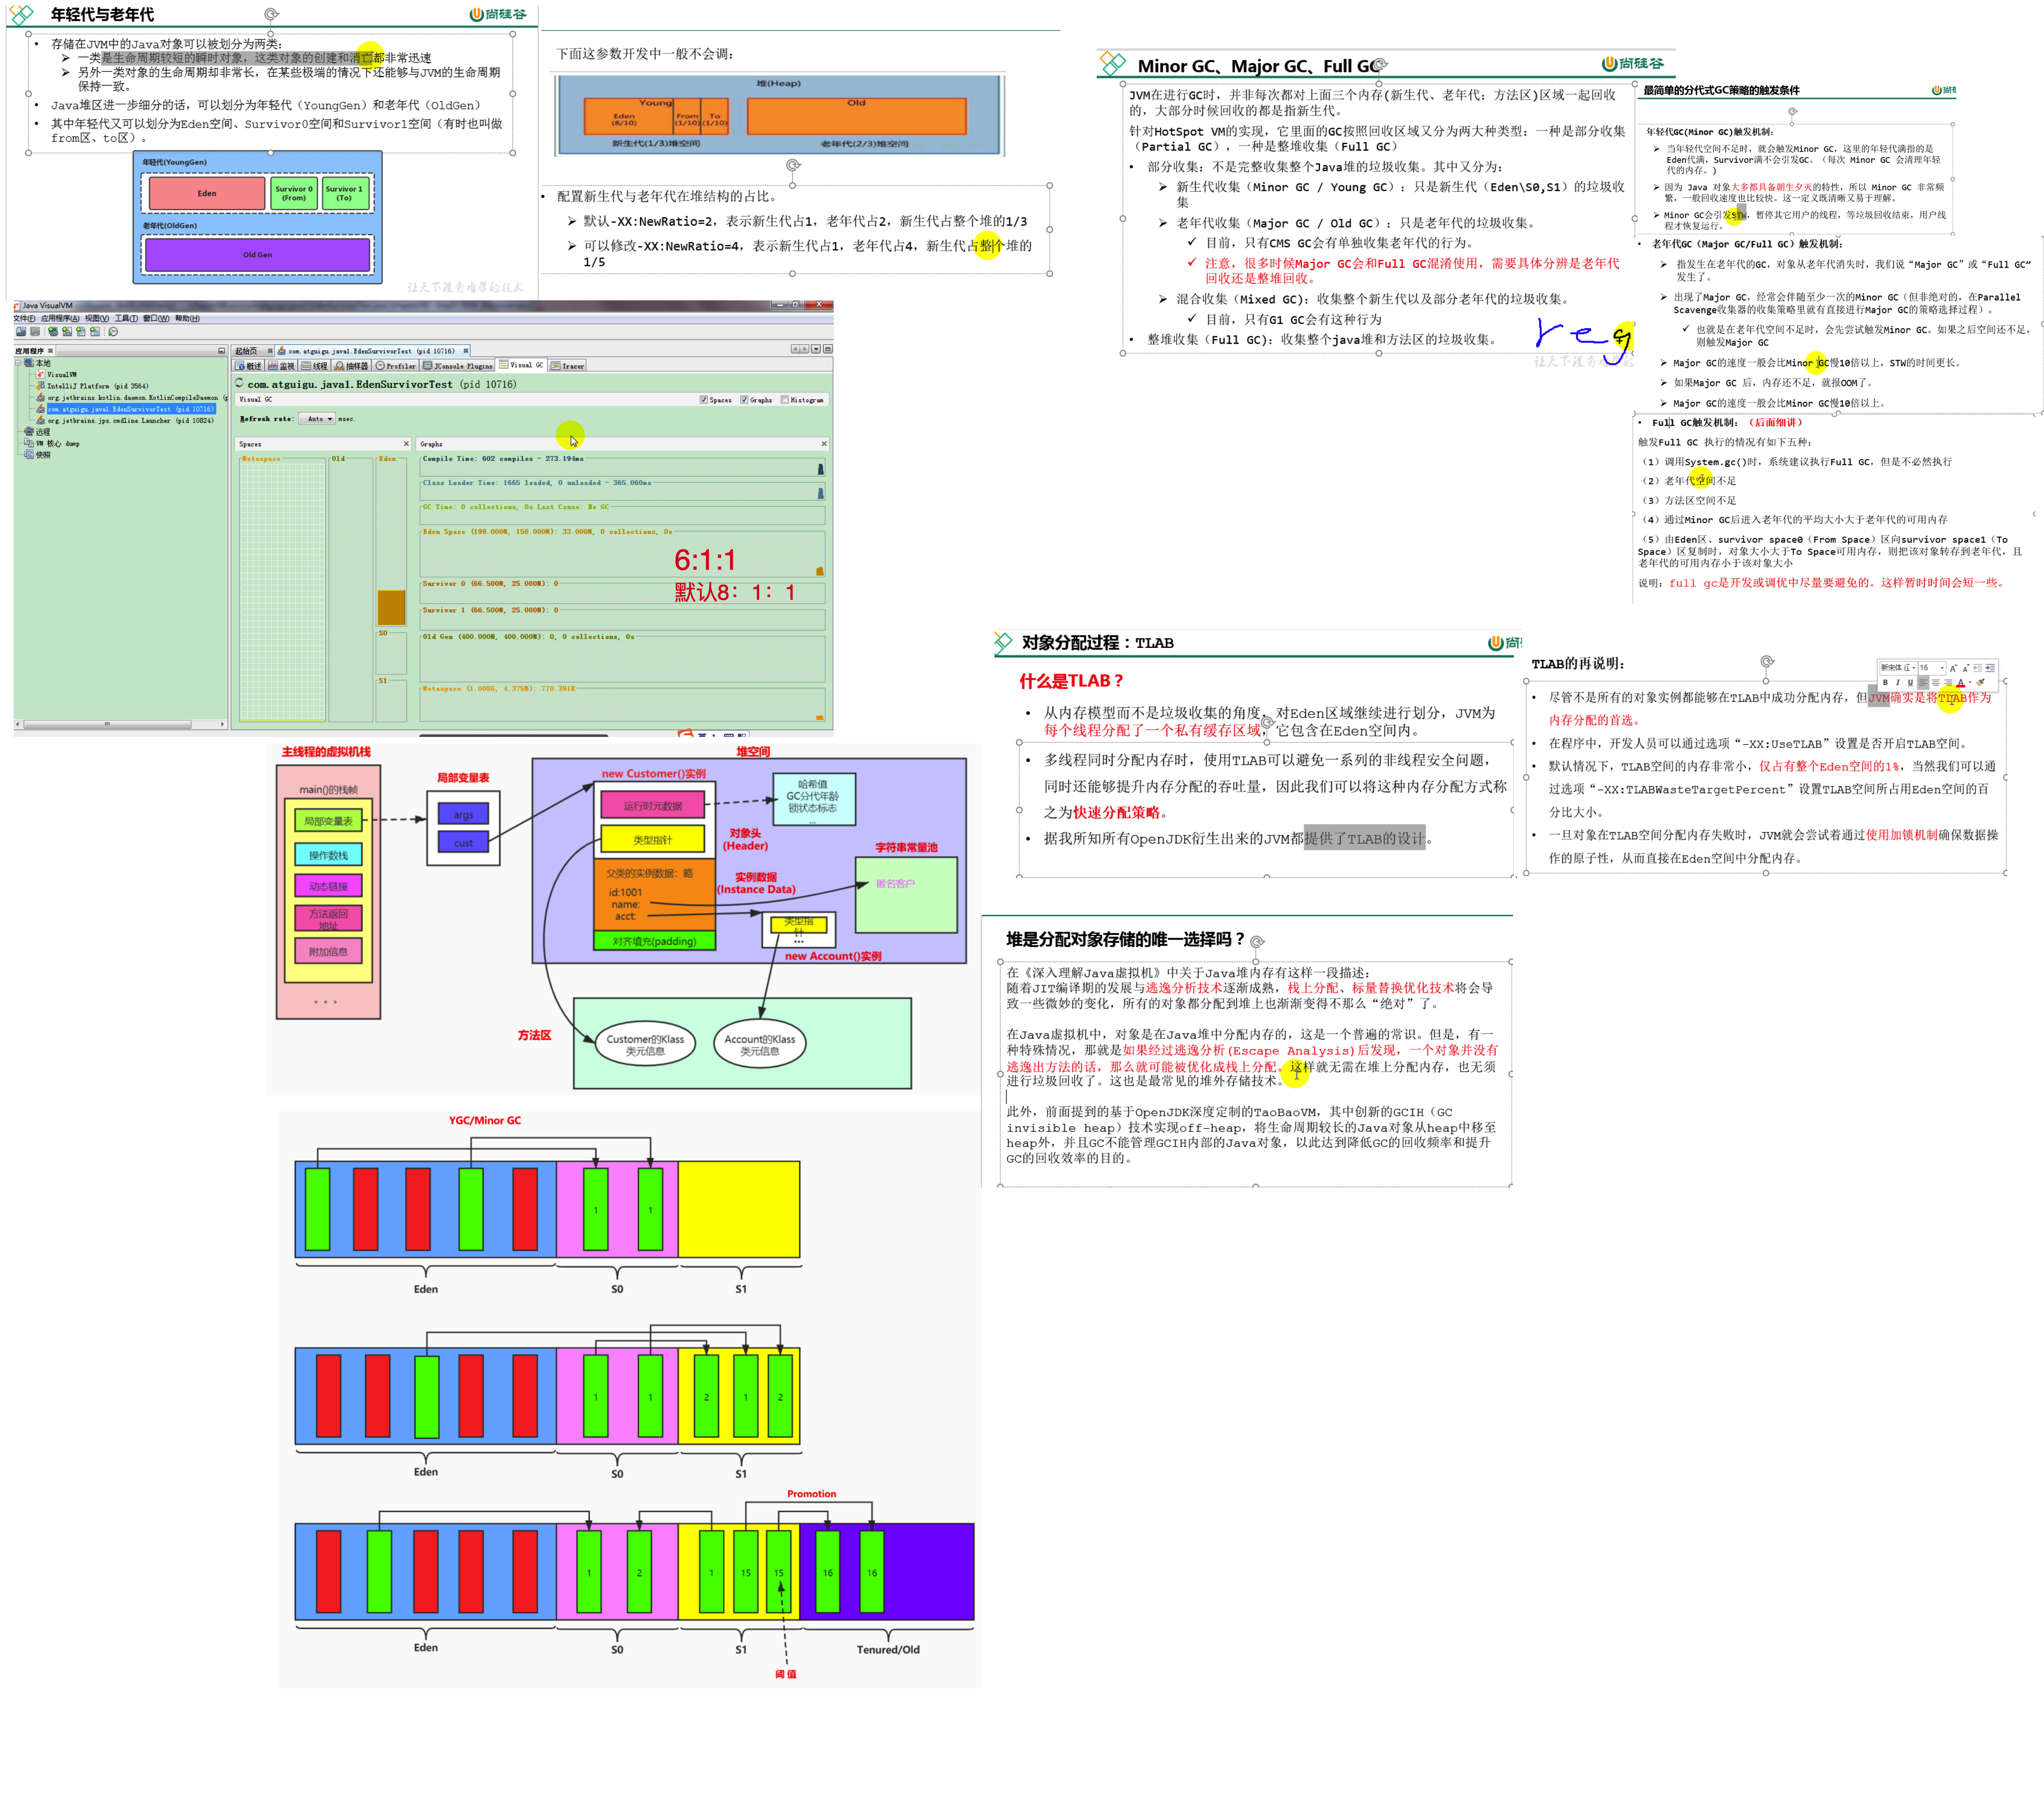 年轻代与老年代
尚硅谷
• 存储在JVM中的Java对象可以被划分为两类:
➢ 一类是生命周期较短的瞬时对象，这类对象的创建和消亡都非常迅速
➢ 另外一类对象的生命周期却非常长，在某些极端的情况下还能够与JVM的生命周期
保持一致。
• Java堆区进一步细分的话，可以划分为年轻代（YoungGen）和老年代（OldGen）
• 其中年轻代又可以划分为Eden空间、Survivor0空间和Survivor1空间（有时也叫做
from区、to区）。
年轻代(YoungGen)
Eden
Survivor 0
(From)
Survivor 1
(To)
老年代(OldGen)
Old Gen
下面这参数开发中一般不会调:
堆(Heap)
Young
Old
Eden
(8/10)
From
(1/10)
To
(1/10)
新生代(1/3)堆空间
老年代(2/3)堆空间
• 配置新生代与老年代在堆结构的占比。
➢ 默认-XX:NewRatio=2，表示新生代占1，老年代占2，新生代占整个堆的1/3
➢ 可以修改-XX:NewRatio=4，表示新生代占1，老年代占4，新生代占整个堆的
1/5
Minor GC、Major GC、Full GC
尚硅谷
JVM在进行GC时，并非每次都对上面三个内存(新生代、老年代; 方法区)区域一起回收
的，大部分时候回收的都是指新生代。
针对HotSpot VM的实现，它里面的GC按照回收区域又分为两大种类型: 一种是部分收集
（Partial GC），一种是整堆收集（Full GC）
• 部分收集: 不是完整收集整个Java堆的垃圾收集。其中又分为:
➢ 新生代收集（Minor GC / Young GC）: 只是新生代（Eden\S0,S1）的垃圾收
集
➢ 老年代收集（Major GC / Old GC）: 只是老年代的垃圾收集。
✓ 目前，只有CMS GC会有单独收集老年代的行为。
✓ 注意，很多时候Major GC会和Full GC混淆使用，需要具体分辨是老年代
回收还是整堆回收。
➢ 混合收集（Mixed GC）: 收集整个新生代以及部分老年代的垃圾收集。
✓ 目前，只有G1 GC会有这种行为
• 整堆收集（Full GC）: 收集整个java堆和方法区的垃圾收集。
reg
最简单的分代式GC策略的触发条件
年轻代GC(Minor GC)触发机制:
➢ 当年轻代空间不足时，就会触发Minor GC，这里的年轻代满指的是
Eden代满，Survivor满不会引发GC。（每次 Minor GC 会清理年轻
代的内存。)
➢ 因为 Java 对象大多都具备朝生夕灭的特性，所以 Minor GC 非常频
繁，一般回收速度也比较快。这一定义既清晰又易于理解。
➢ Minor GC会引发STW，暂停其它用户的线程，等垃圾回收结束，用户线
程才恢复运行。
• 老年代GC（Major GC/Full GC）触发机制:
➢ 指发生在老年代的GC，对象从老年代消失时，我们说 “Major GC” 或 “Full GC”
发生了。
➢ 出现了Major GC，经常会伴随至少一次的Minor GC（但非绝对的，在Parallel
Scavenge收集器的收集策略里就有直接进行Major GC的策略选择过程）。
✓ 也就是在老年代空间不足时，会先尝试触发Minor GC。如果之后空间还不足，
则触发Major GC
➢ Major GC的速度一般会比Minor GC慢10倍以上，STW的时间更长。
➢ 如果Major GC 后，内存还不足，就报OOM了。
➢ Major GC的速度一般会比Minor GC慢10倍以上。
• Full GC触发机制: （后面细讲）
触发Full GC 执行的情况有如下五种:
（1）调用System.gc()时，系统建议执行Full GC，但是不必然执行
（2）老年代空间不足
（3）方法区空间不足
（4）通过Minor GC后进入老年代的平均大小大于老年代的可用内存
（5）由Eden区、survivor space0（From Space）区向survivor space1（To
Space）区复制时，对象大小大于To Space可用内存，则把该对象转存到老年代，且
老年代的可用内存小于该对象大小
说明: full gc是开发或调优中尽量要避免的。这样暂时时间会短一些。
Java VisualVM
文件(F) 应用程序(A) 视图(V) 工具(T) 窗口(W) 帮助(H)
应用程序
本地
VisualVM
IntelliJ Platform (pid 3564)
org.jetbrains.kotlin.daemon.KotlinCompileDaemon (p
com.atguigu.java1.EdenSurvivorTest (pid 10716)
org.jetbrains.jps.cmdline.Launcher (pid 10824)
远程
VM 核心 dump
快照
起始页
com.atguigu.java1.EdenSurvivorTest (pid 10716)
概述 监视 线程 抽样器 Profiler JConsole Plugins Visual GC Tracer
com.atguigu.java1.EdenSurvivorTest (pid 10716)
Visual GC
Spaces Graphs Histogram
Refresh rate: Auto msec.
Spaces
Graphs
Metaspace
Old
Eden
S0
S1
Compile Time: 602 compiles - 273.194ms
Class Loader Time: 1665 loaded, 0 unloaded - 365.060ms
GC Time: 0 collections, 0s Last Cause: No GC
Eden Space (199.000M, 150.000M): 33.000M, 0 collections, 0s
Survivor 0 (66.500M, 25.000M): 0
Survivor 1 (66.500M, 25.000M): 0
Old Gen (400.000M, 400.000M): 0, 0 collections, 0s
Metaspace (1.000G, 4.375M): 770.391K
6:1:1
默认8：1：1
主线程的虚拟机栈
main()的栈帧
局部变量表
操作数栈
动态链接
方法返回
地址
附加信息
...
局部变量表
args
cust
堆空间
new Customer()实例
运行时元数据
类型指针
哈希值
GC分代年龄
锁状态标志
...
对象头
(Header)
父类的实例数据：略
id:1001
name:
acct:
实例数据
(Instance Data)
对齐填充(padding)
字符串常量池
匿名客户
类型指
针
...
new Account()实例
方法区
Customer的Klass
类元信息
Account的Klass
类元信息
对象分配过程：TLAB
尚
什么是TLAB？
• 从内存模型而不是垃圾收集的角度，对Eden区域继续进行划分，JVM为
每个线程分配了一个私有缓存区域，它包含在Eden空间内。
• 多线程同时分配内存时，使用TLAB可以避免一系列的非线程安全问题，
同时还能够提升内存分配的吞吐量，因此我们可以将这种内存分配方式称
之为快速分配策略。
• 据我所知所有OpenJDK衍生出来的JVM都提供了TLAB的设计。
TLAB的再说明:
新宋体 16
B I U
• 尽管不是所有的对象实例都能够在TLAB中成功分配内存，但JVM确实是将TLAB作为
内存分配的首选。
• 在程序中，开发人员可以通过选项“-XX:UseTLAB”设置是否开启TLAB空间。
• 默认情况下，TLAB空间的内存非常小，仅占有整个Eden空间的1%，当然我们可以通
过选项“-XX:TLABWasteTargetPercent”设置TLAB空间所占用Eden空间的百
分比大小。
• 一旦对象在TLAB空间分配内存失败时，JVM就会尝试着通过使用加锁机制确保数据操
作的原子性，从而直接在Eden空间中分配内存。
堆是分配对象存储的唯一选择吗？
在《深入理解Java虚拟机》中关于Java堆内存有这样一段描述:
随着JIT编译期的发展与逃逸分析技术逐渐成熟，栈上分配、标量替换优化技术将会导
致一些微妙的变化，所有的对象都分配到堆上也渐渐变得不那么“绝对”了。
在Java虚拟机中，对象是在Java堆中分配内存的，这是一个普遍的常识。但是，有一
种特殊情况，那就是如果经过逃逸分析(Escape Analysis)后发现，一个对象并没有
逃逸出方法的话，那么就可能被优化成栈上分配。这样就无需在堆上分配内存，也无须
进行垃圾回收了。这也是最常见的堆外存储技术。
此外，前面提到的基于OpenJDK深度定制的TaoBaoVM，其中创新的GCIH（GC
invisible heap）技术实现off-heap，将生命周期较长的Java对象从heap中移至
heap外，并且GC不能管理GCIH内部的Java对象，以此达到降低GC的回收频率和提升
GC的回收效率的目的。
YGC/Minor GC
1 1
Eden S0 S1
1 1 2 1 2
Eden S0 S1
Promotion
1 2 1 15 15 16 16
Eden S0 S1 Tenured/Old
阈值